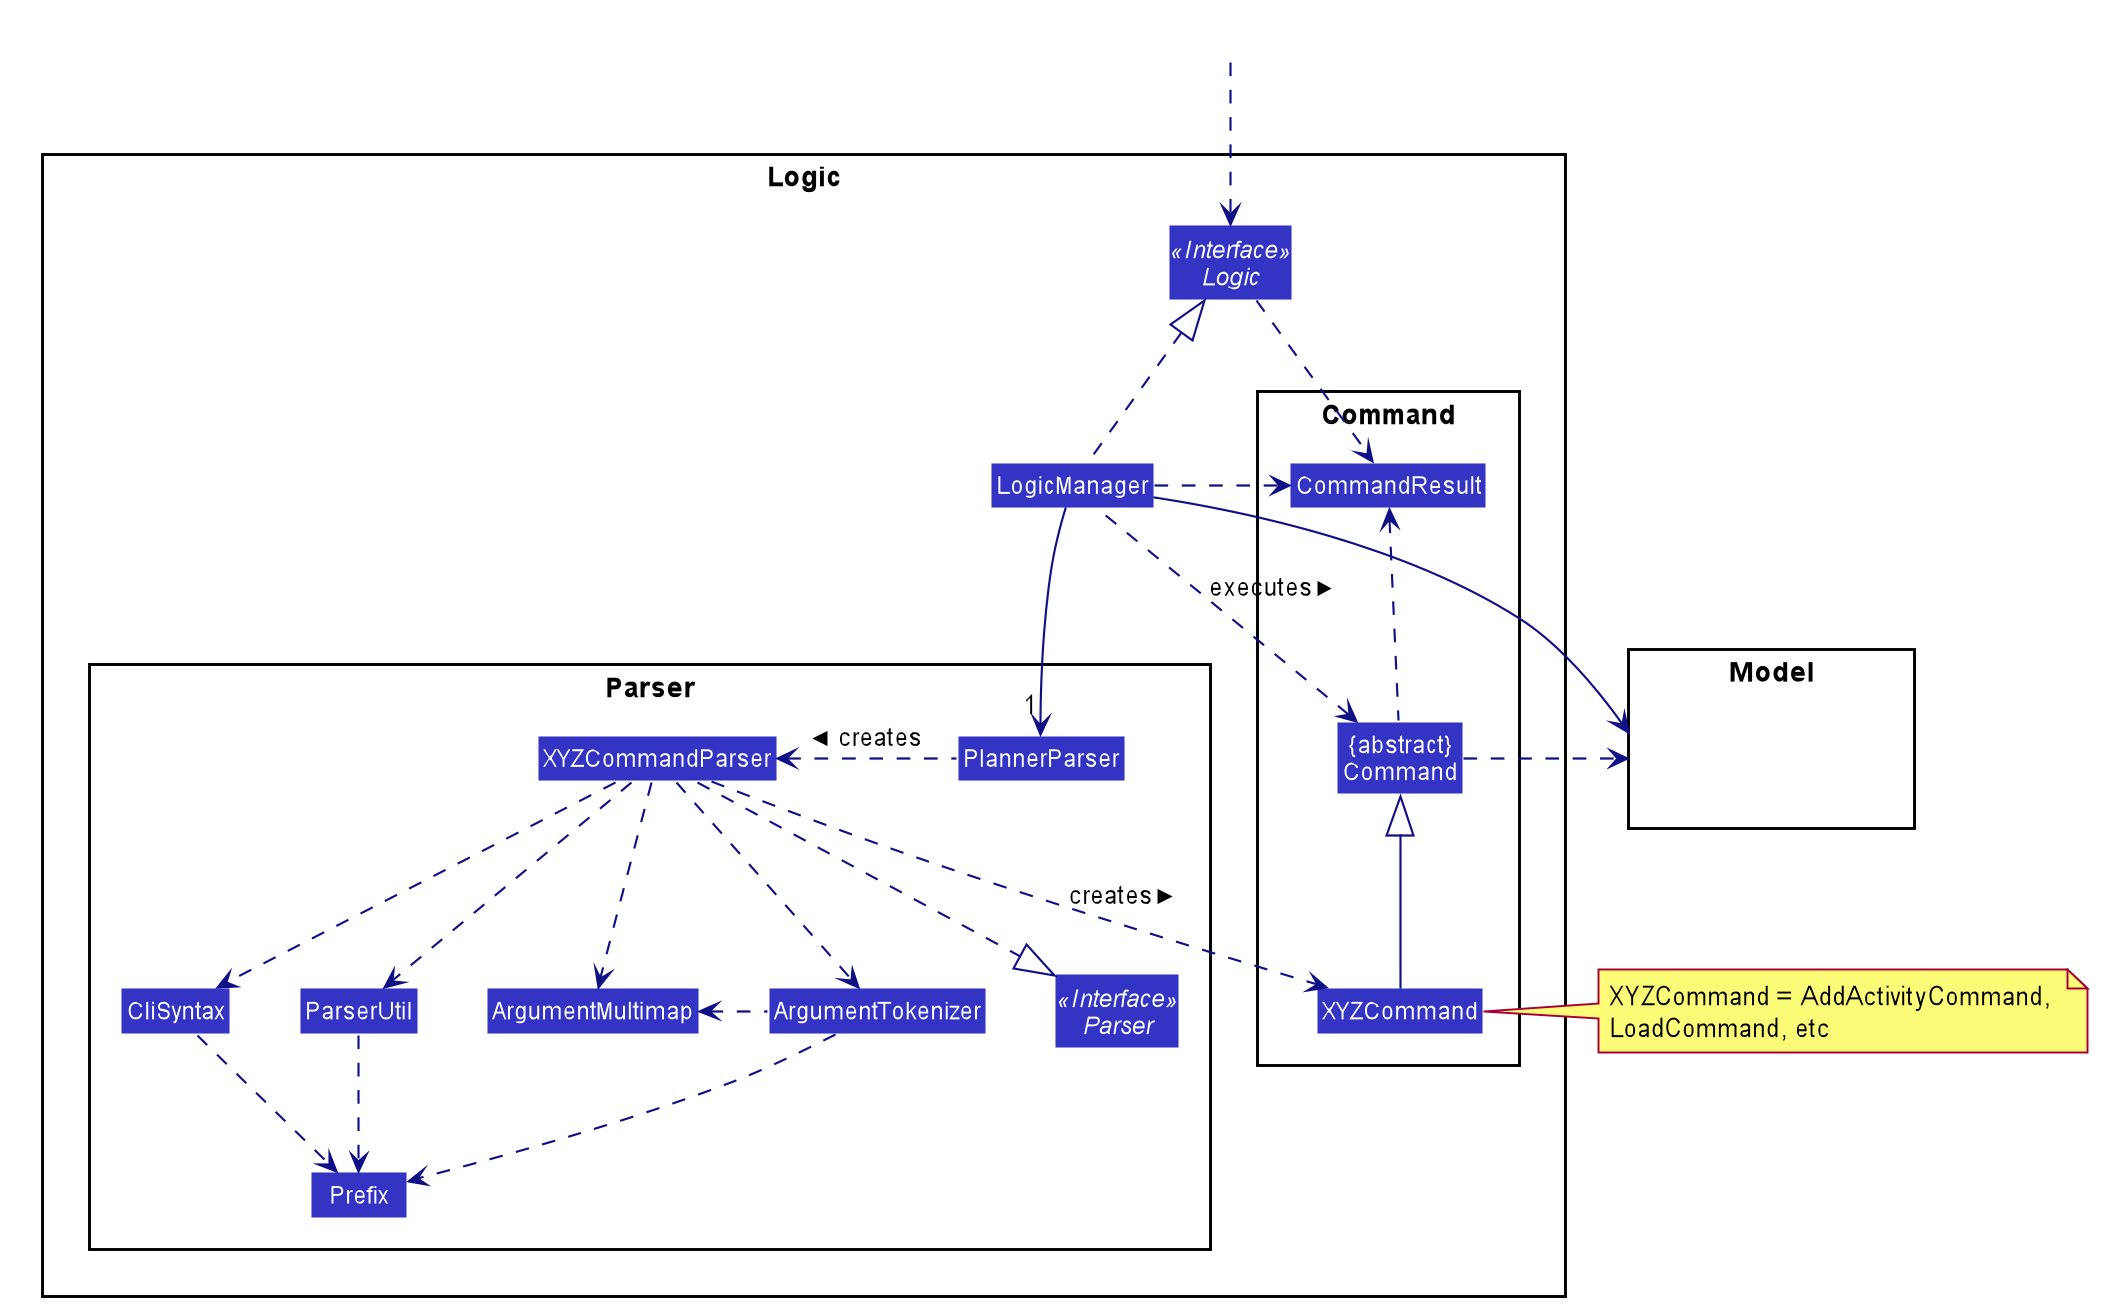 Logic
«Interface»
Logic
Command
LogicManager
CommandResult
executes ►
Parser
Model
1
XYZCommandParser
◄ creates
PlannerParser
{abstract}
Command
creates ►
CliSyntax
ParserUtil
ArgumentMultimap
ArgumentTokenizer
«Interface»
Parser
XYZCommand
XYZCommand = AddActivityCommand,
LoadCommand, etc
Prefix